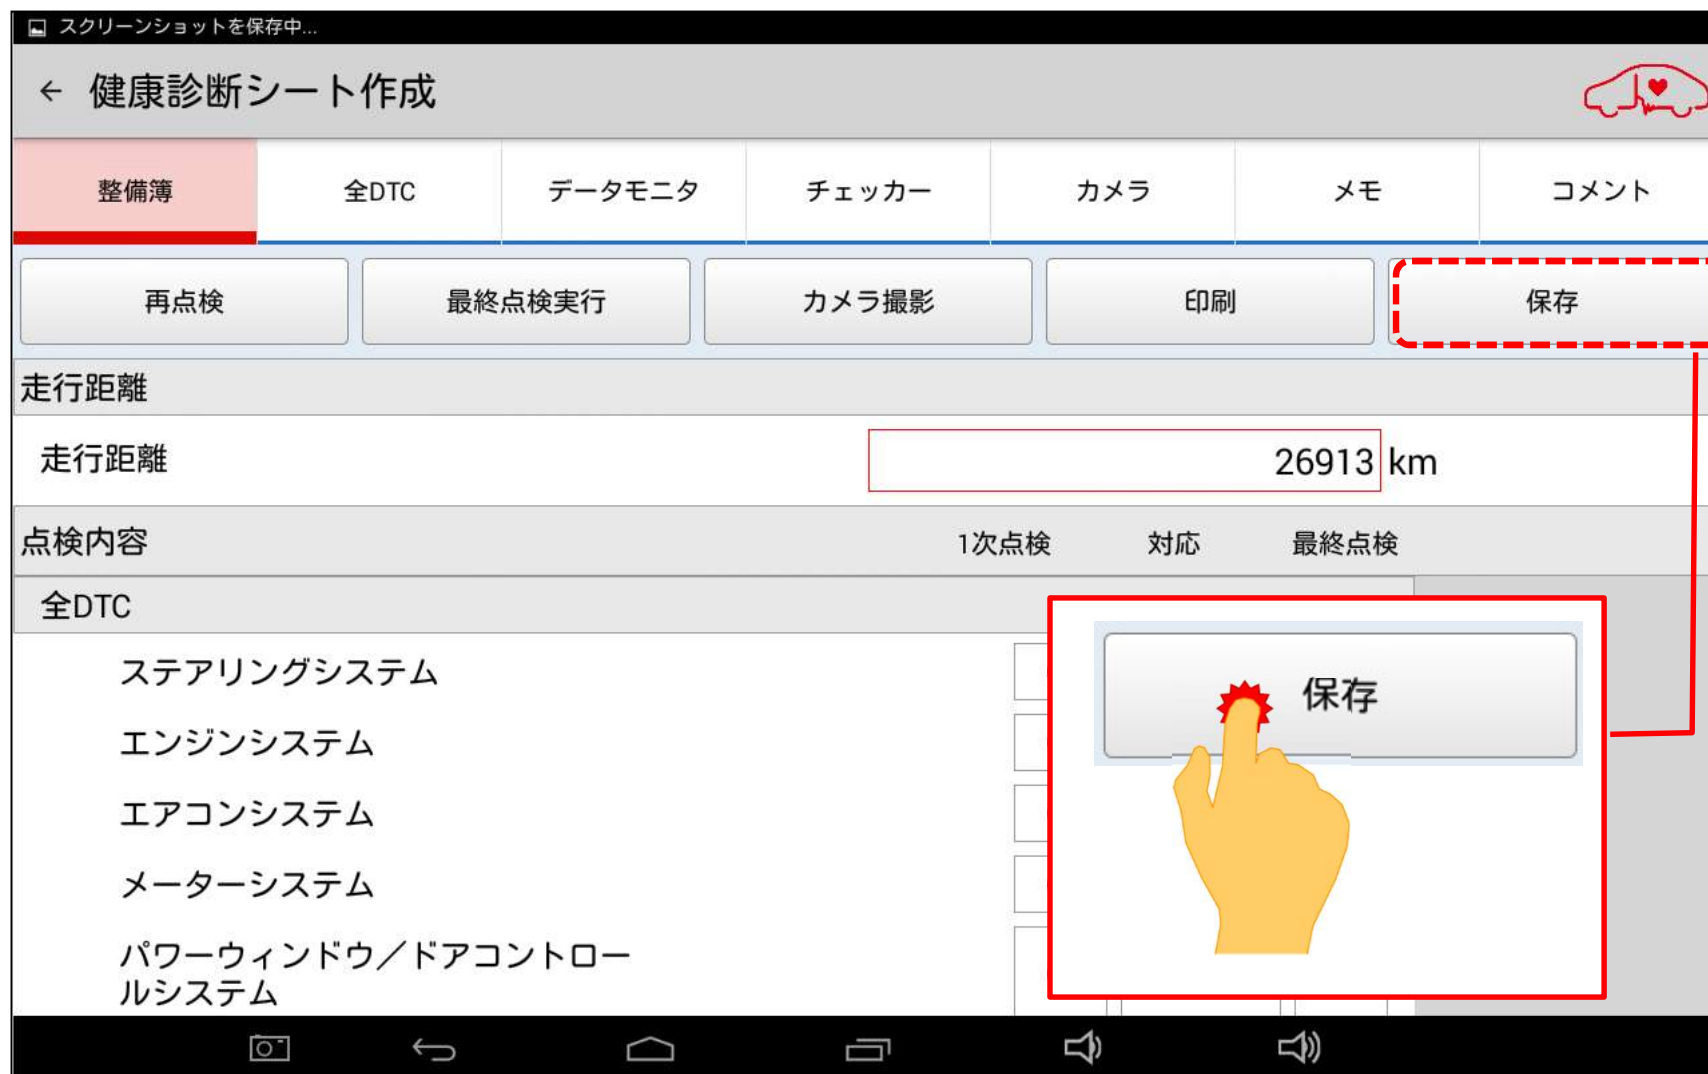 スクリーンショットを保存中...
健康診断シート作成
整備簿 全DTC データモニタ チェッカー カメラ メモ コメント
再点検 最終点検実行 カメラ撮影 印刷 保存
走行距離
走行距離 26913 km
点検内容 1次点検 対応 最終点検
全DTC
ステアリングシステム
保存
エンジンシステム
エアコンシステム
メーターシステム
パワーウィンドウ／ドアコントロー
ルシステム